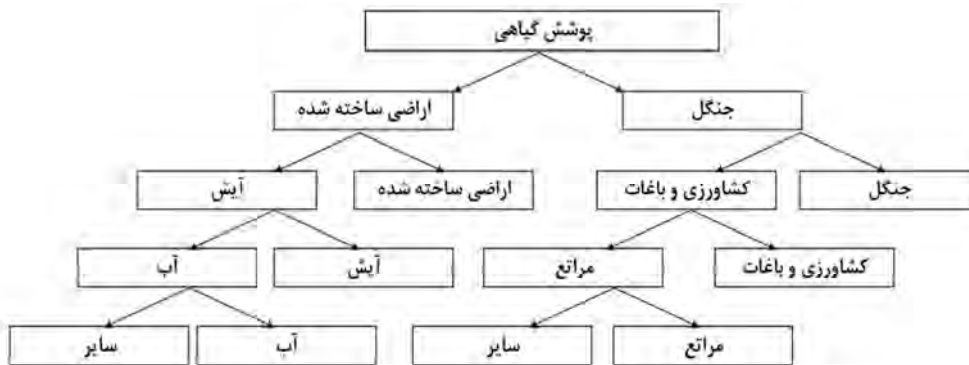 پوشش گیاهی
جنگل
اراضی ساخته شده
جنگل
کشاورزی و باغات
اراضی ساخته شده
آیش
کشاورزی و باغات
مراتع
آیش
آب
مراتع
سایر
آب
سایر